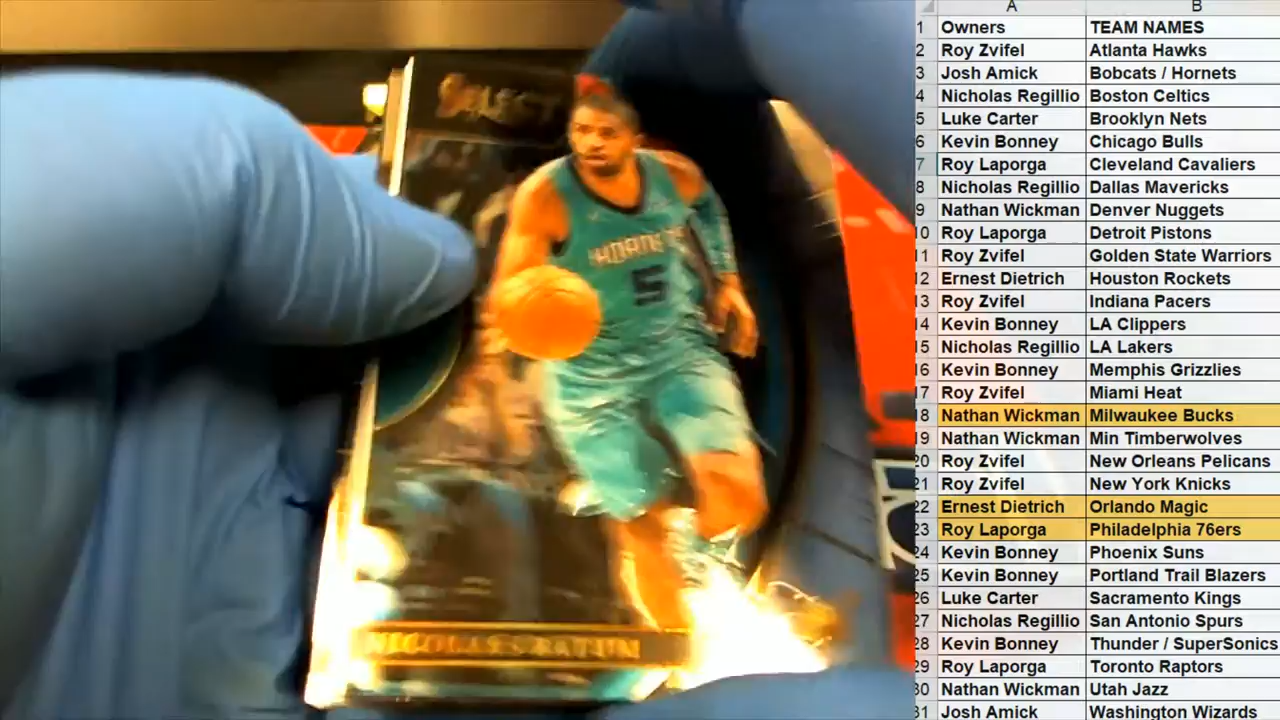 SELECT
HORNETS
5
NICOLAS BATUM
A B
1 Owners TEAM NAMES
2 Roy Zvifel Atlanta Hawks
3 Josh Amick Bobcats / Hornets
4 Nicholas Regillio Boston Celtics
5 Luke Carter Brooklyn Nets
6 Kevin Bonney Chicago Bulls
7 Roy Laporga Cleveland Cavaliers
8 Nicholas Regillio Dallas Mavericks
9 Nathan Wickman Denver Nuggets
10 Roy Laporga Detroit Pistons
11 Roy Zvifel Golden State Warriors
12 Ernest Dietrich Houston Rockets
13 Roy Zvifel Indiana Pacers
14 Kevin Bonney LA Clippers
15 Nicholas Regillio LA Lakers
16 Kevin Bonney Memphis Grizzlies
17 Roy Zvifel Miami Heat
18 Nathan Wickman Milwaukee Bucks
19 Nathan Wickman Min Timberwolves
20 Roy Zvifel New Orleans Pelicans
21 Roy Zvifel New York Knicks
22 Ernest Dietrich Orlando Magic
23 Roy Laporga Philadelphia 76ers
24 Kevin Bonney Phoenix Suns
25 Kevin Bonney Portland Trail Blazers
26 Luke Carter Sacramento Kings
27 Nicholas Regillio San Antonio Spurs
28 Kevin Bonney Thunder / SuperSonics
29 Roy Laporga Toronto Raptors
30 Nathan Wickman Utah Jazz
31 Josh Amick Washington Wizards